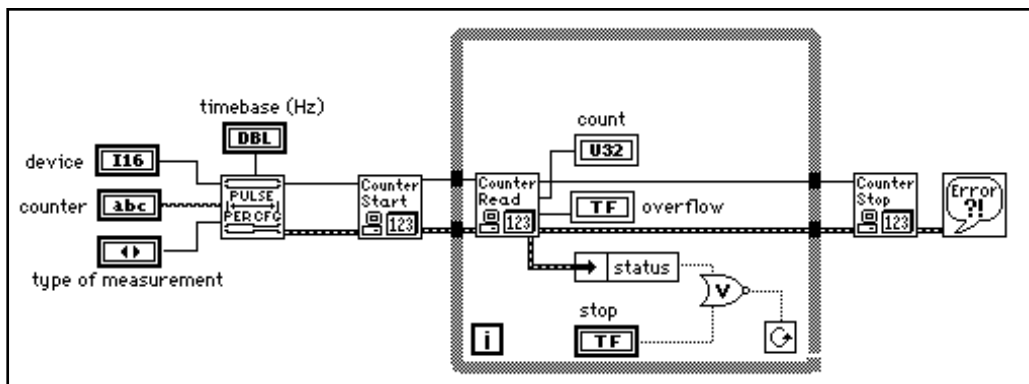 timebase (Hz)
DBL
device
I16
counter
abc
type of measurement
PULSE
PER CFG
Counter
Start
123
Counter
Read
123
count
U32
TF
overflow
status
V
stop
TF
i
Counter
Stop
123
Error
?!